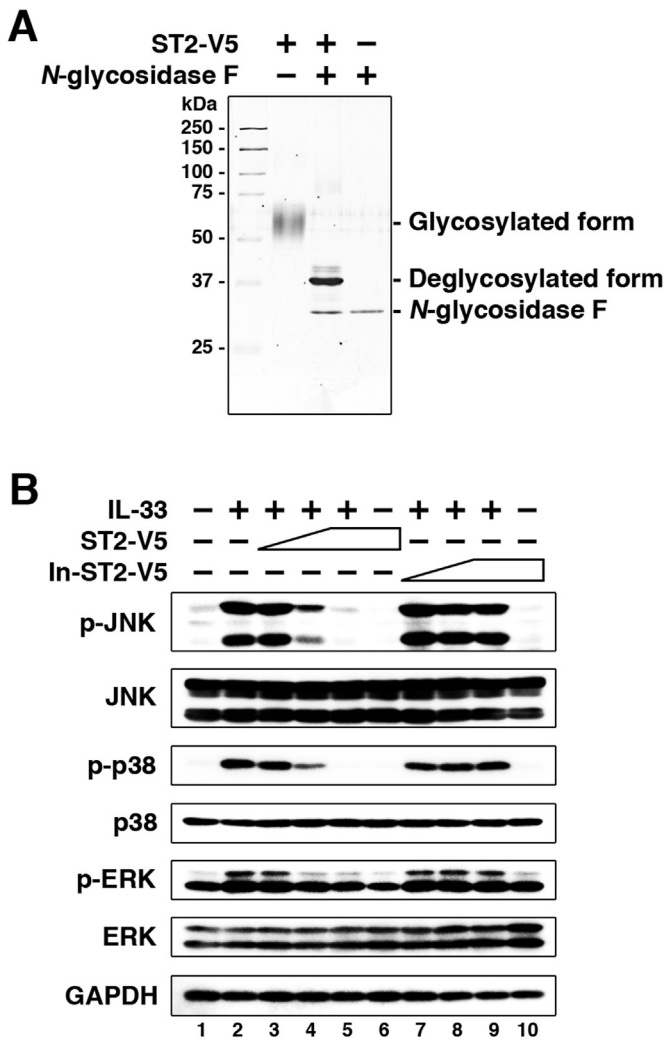 A
ST2-V5 + + –
N-glycosidase F – + +
kDa
250 -
150 -
100 -
75 -
- Glycosylated form
50 -
37 - - Deglycosylated form
- N-glycosidase F
25 -
B
IL-33 – + + + + – + + + –
ST2-V5 – – – – – –
In-ST2-V5 – – – – – –
p-JNK
JNK
p-p38
p38
p-ERK
ERK
GAPDH
1 2 3 4 5 6 7 8 9 10